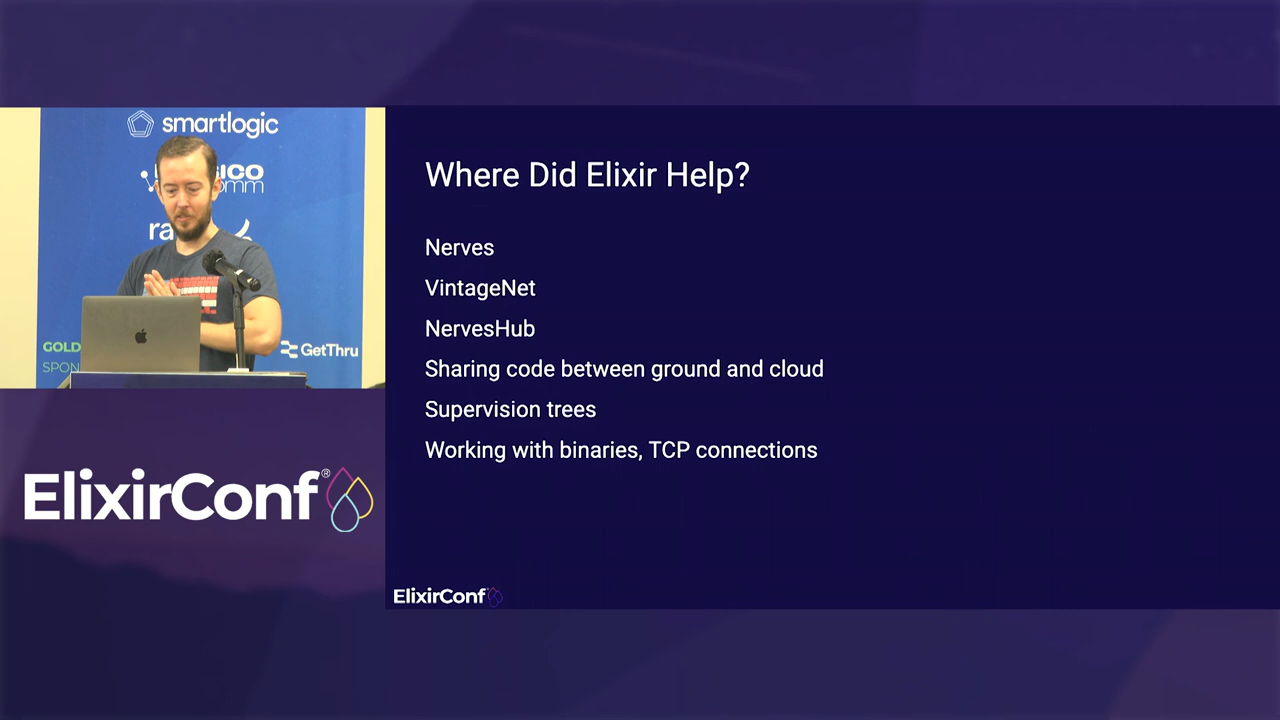 smartlogic
GOLD
SPON
GetThru
ElixirConf®
Where Did Elixir Help?
Nerves
VintageNet
NervesHub
Sharing code between ground and cloud
Supervision trees
Working with binaries, TCP connections
ElixirConf